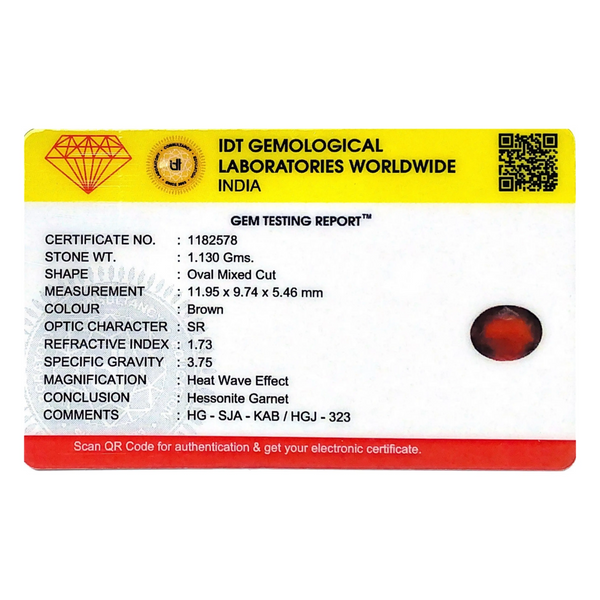 IDT GEMOLOGICAL
LABORATORIES WORLDWIDE
INDIA
idt
GEM TESTING REPORT™
CERTIFICATE NO. : 1182578
STONE WT. : 1.130 Gms.
SHAPE : Oval Mixed Cut
MEASUREMENT : 11.95 x 9.74 x 5.46 mm
COLOUR : Brown
OPTIC CHARACTER : SR
REFRACTIVE INDEX : 1.73
SPECIFIC GRAVITY : 3.75
MAGNIFICATION : Heat Wave Effect
CONCLUSION : Hessonite Garnet
COMMENTS : HG - SJA - KAB / HGJ - 323
Scan QR Code for authentication & get your electronic certificate.